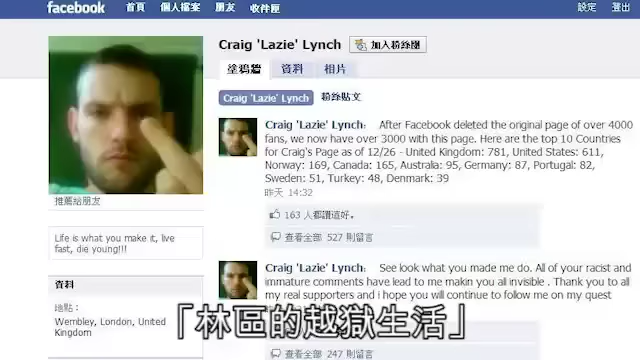 facebook 首頁 個人檔案 朋友 收件匣 設定 登出
Craig 'Lazie' Lynch 加入粉絲團
塗鴉牆 資料 相片
Craig 'Lazie' Lynch 粉絲貼文
Craig 'Lazie' Lynch: After Facebook deleted the original page of over 4000
fans, we now have over 3000 with this page. Here are the top 10 Countries
for Craig's Page as of 12/26 - United Kingdom: 781, United States: 611,
Norway: 169, Canada: 165, Australia: 95, Germany: 87, Portugal: 82,
Sweden: 51, Turkey: 48, Denmark: 39
昨天 14:32
163 人都讚這好。
查看全部 527 則留言
推薦給朋友
Life is what you make it, live
fast, die young!!!
資料
地點：
Wembley, London, United
Kingdom
Craig 'Lazie' Lynch: See look what you made me do. All of your racist and
immature comments have lead to me makin you all invisible . Thank you to all
my real supporters and i hope you will continue to follow me on my quest
查看全部 247 則留言
「林區的越獄生活」